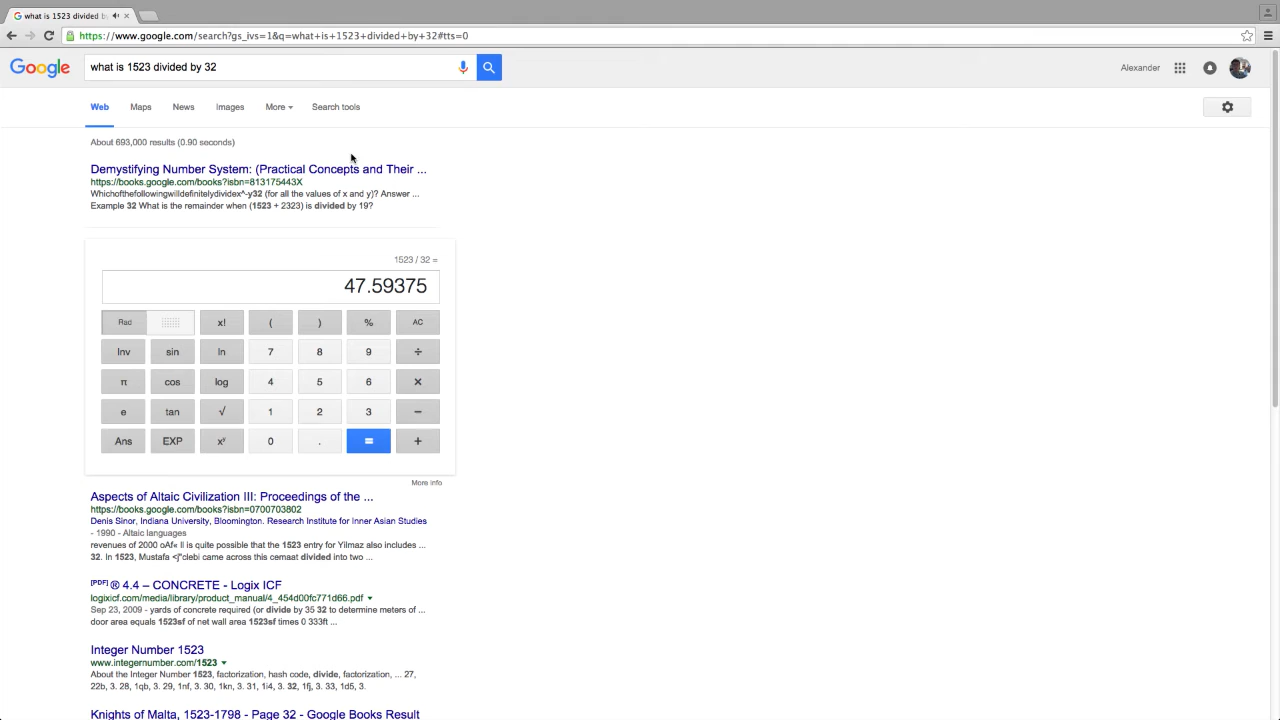 what is 1523 divided by
https://www.google.com/search?gs_ivs=1&q=what+is+1523+divided+by+32#tts=0
Google
what is 1523 divided by 32
Alexander
Web Maps News Images More Search tools
About 693,000 results (0.90 seconds)
Demystifying Number System: (Practical Concepts and Their ...
https://books.google.com/books?isbn=813175443X
Whichofthefollowingwilldefinitelydividex^-y32 (for all the values of x and y)? Answer ...
Example 32 What is the remainder when (1523 + 2323) is divided by 19?
1523 / 32 =
47.59375
Rad x! ( ) % AC
Inv sin ln 7 8 9 ÷
π cos log 4 5 6 ×
e tan √ 1 2 3 −
Ans EXP xʸ 0 . = +
More info
Aspects of Altaic Civilization III: Proceedings of the ...
https://books.google.com/books?isbn=0700703802
Denis Sinor, Indiana University, Bloomington. Research Institute for Inner Asian Studies
- 1990 - Altaic languages
revenues of 2000 oAf« ll is quite possible that the 1523 entry for Yilmaz also includes ...
32. In 1523, Mustafa <j"clebi came across this cemaat divided into two ...
[PDF] ® 4.4 – CONCRETE - Logix ICF
logixicf.com/media/library/product_manual/4_454d00fc771d66.pdf
Sep 23, 2009 - yards of concrete required (or divide by 35 32 to determine meters of ...
door area equals 1523sf of net wall area 1523sf times 0 333ft ...
Integer Number 1523
www.integernumber.com/1523
About the Integer Number 1523, factorization, hash code, divide, factorization, ... 27,
22b, 3. 28, 1qb, 3. 29, 1nf, 3. 30, 1kn, 3. 31, 1i4, 3. 32, 1fj, 3. 33, 1d5, 3.
Knights of Malta, 1523-1798 - Page 32 - Google Books Result